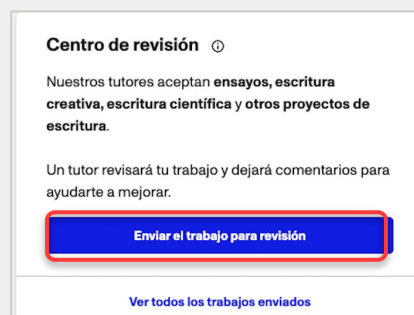 Centro de revisión
Nuestros tutores aceptan ensayos, escritura
creativa, escritura científica y otros proyectos de
escritura.
Un tutor revisará tu trabajo y dejará comentarios para
ayudarte a mejorar.
Enviar el trabajo para revisión
Ver todos los trabajos enviados